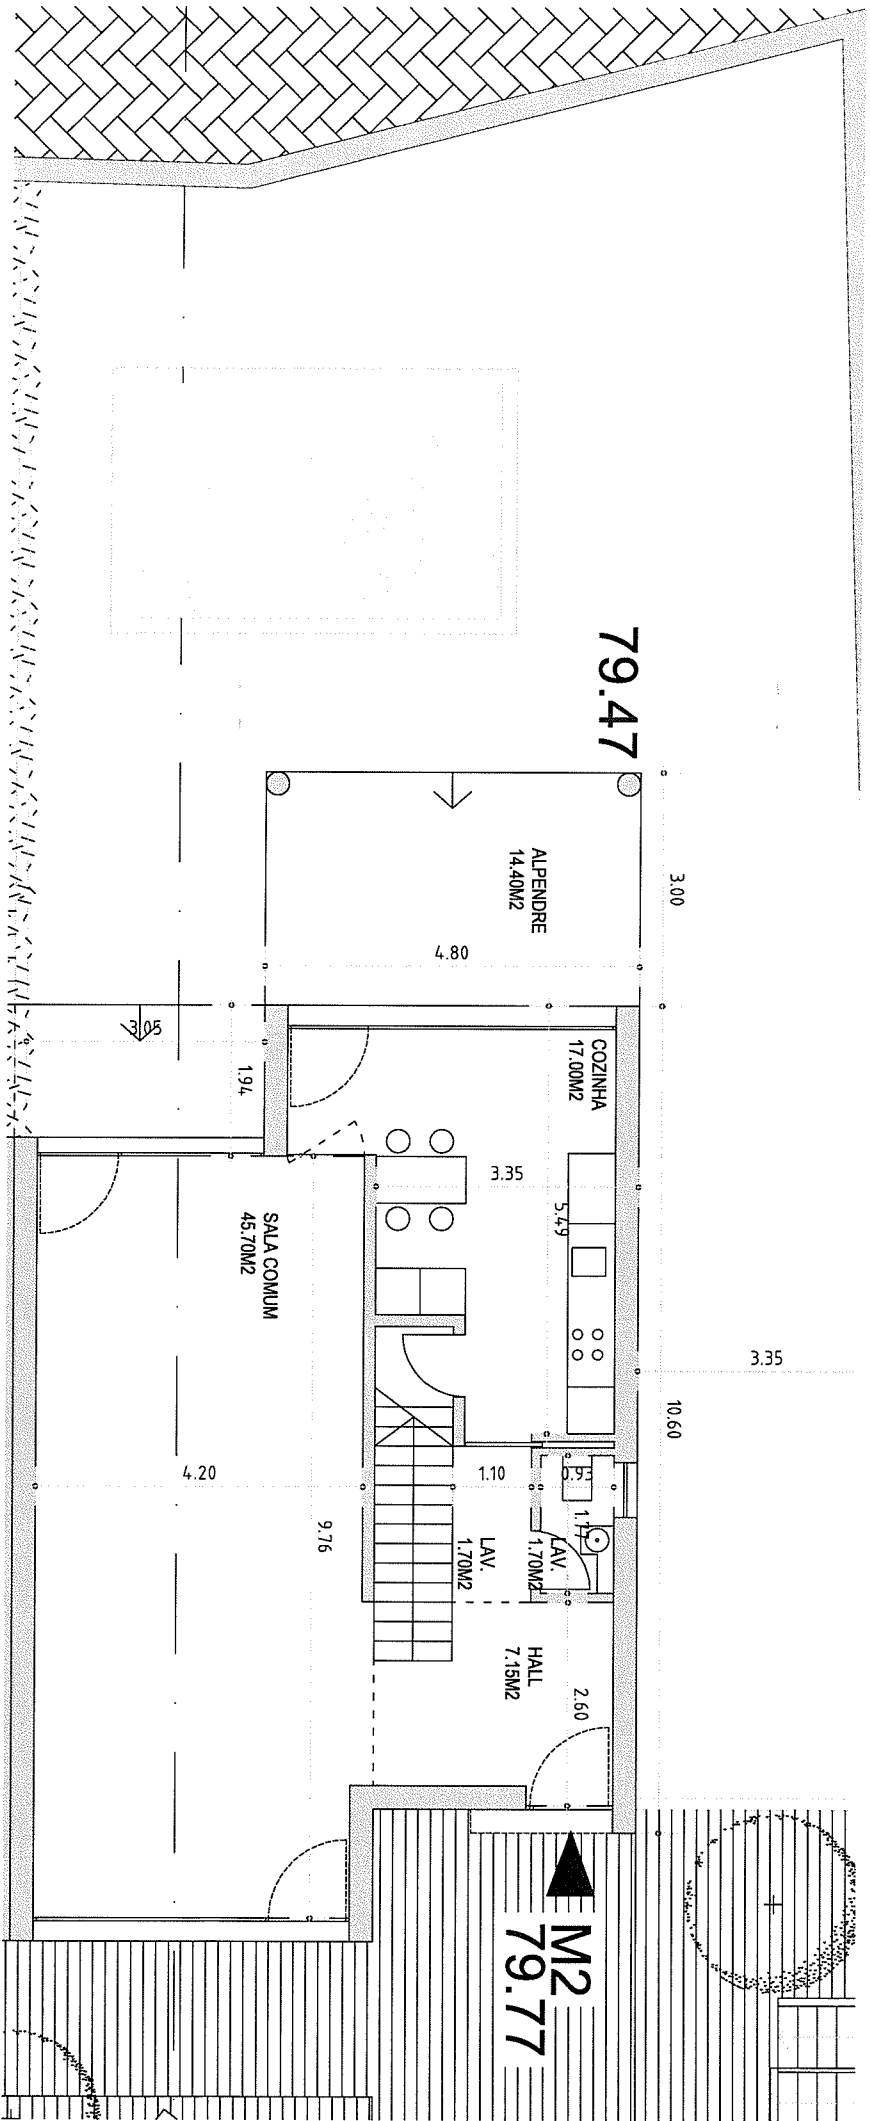 79.47
3.00
ALPENDRE
14.40M2
4.80
3.05
1.94
COZINHA
17.00M2
3.35
5.49
SALA COMUM
45.70M2
3.35
10.60
4.20
9.76
1.10
0.93
1.77
LAV.
1.70M2
LAV.
1.70M2
HALL
7.15M2
2.60
M2
79.77